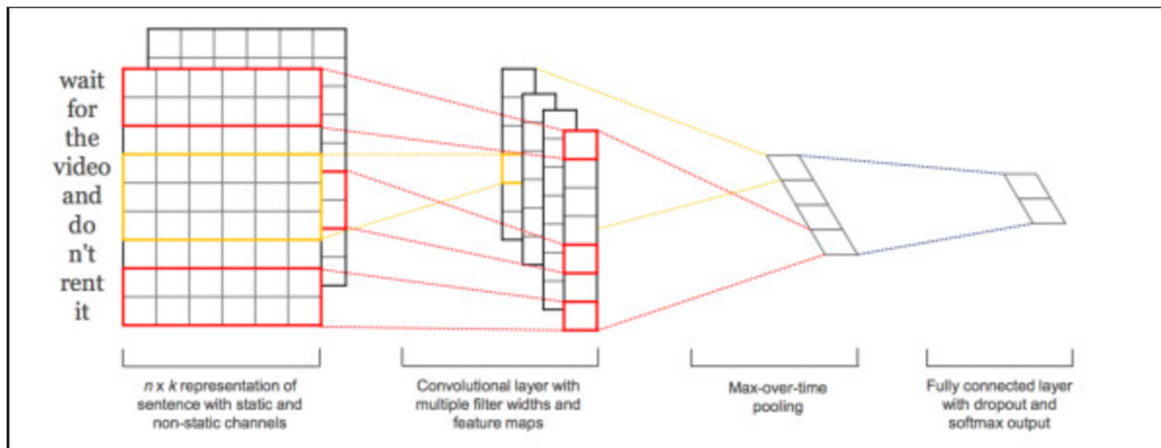 wait
for
the
video
and
do
n't
rent
it
n x k representation of
sentence with static and
non-static channels
Convolutional layer with
multiple filter widths and
feature maps
Max-over-time
pooling
Fully connected layer
with dropout and
softmax output